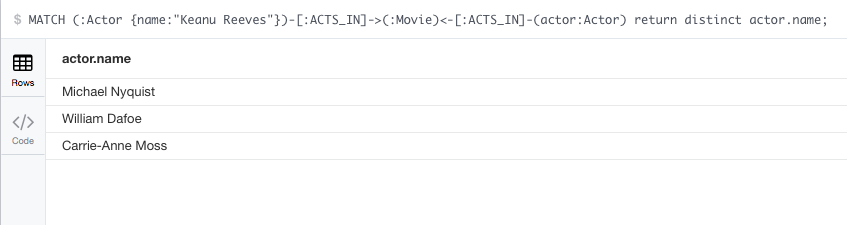 $ MATCH (:Actor {name:"Keanu Reeves"})-[:ACTS_IN]->(:Movie)<-[:ACTS_IN]-(actor:Actor) return distinct actor.name;
actor.name
Rows
Michael Nyquist
William Dafoe
Code
Carrie-Anne Moss